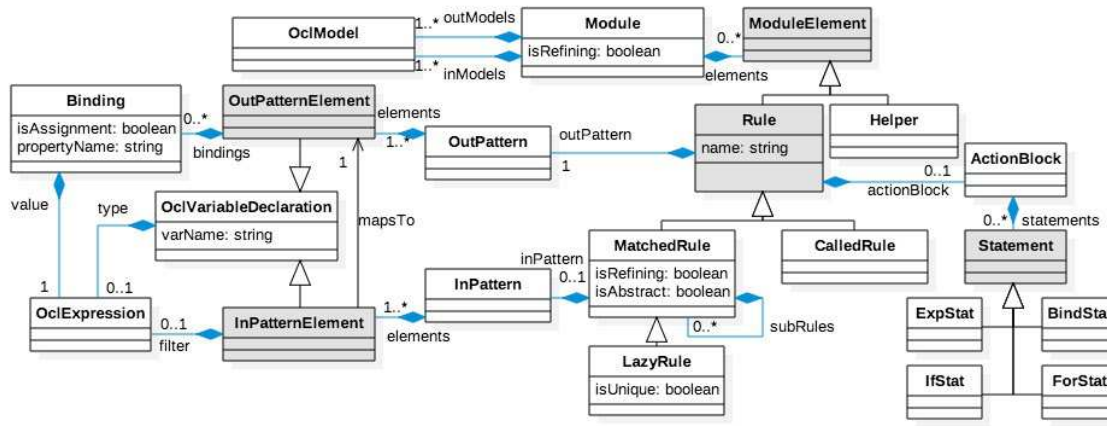 OclModel
1..*
outModels
1..*
inModels
Module
isRefining: boolean
0..*
elements
ModuleElement
Binding
isAssignment: boolean
propertyName: string
0..*
bindings
OutPatternElement
elements
1..*
OutPattern
outPattern
1
Rule
name: string
Helper
0..1
actionBlock
ActionBlock
0..*
statements
Statement
value
1
type
0..1
OclVariableDeclaration
varName: string
1
mapsTo
OclExpression
0..1
filter
InPatternElement
1..*
elements
InPattern
inPattern
0..1
MatchedRule
isRefining: boolean
isAbstract: boolean
0..*
subRules
CalledRule
LazyRule
isUnique: boolean
ExpStat
BindSta
IfStat
ForStat